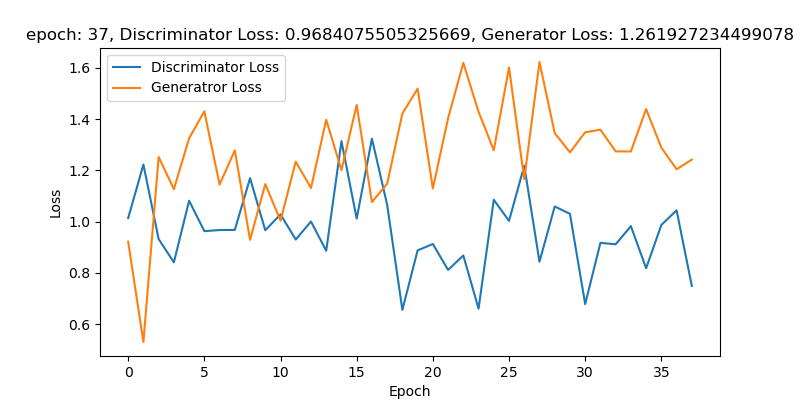 epoch: 37, Discriminator Loss: 0.9684075505325669, Generator Loss: 1.261927234499078
Discriminator Loss
Generatror Loss
1.6
1.4
1.2
1.0
0.8
0.6
Loss
0 5 10 15 20 25 30 35
Epoch